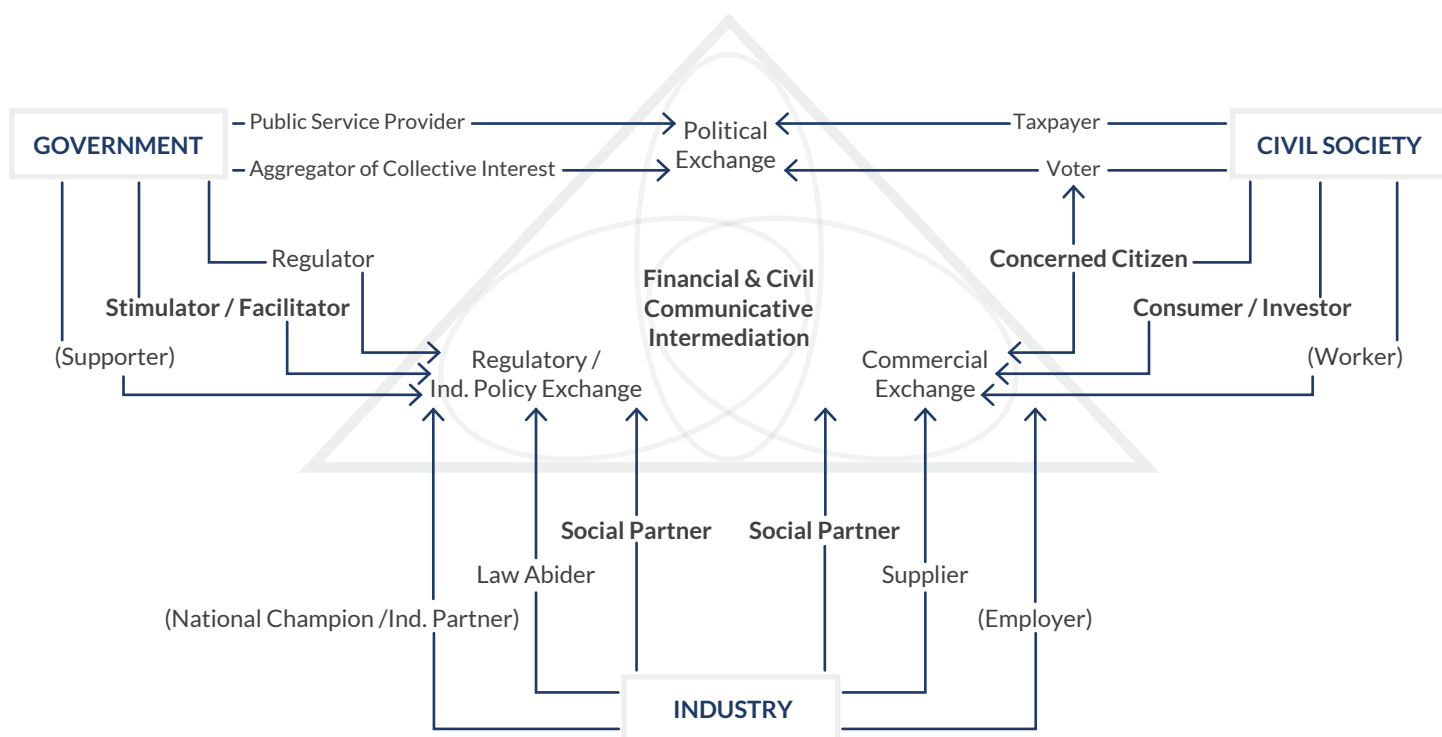 Public Service Provider
Taxpayer
GOVERNMENT
Political
Exchange
CIVIL SOCIETY
Aggregator of Collective Interest
Voter
Regulator
Concerned Citizen
Financial & Civil
Communicative
Intermediation
Stimulator / Facilitator
Consumer / Investor
(Supporter)
Regulatory /
Ind. Policy Exchange
Commercial
Exchange
(Worker)
Social Partner
Social Partner
Law Abider
Supplier
(National Champion /Ind. Partner)
(Employer)
INDUSTRY